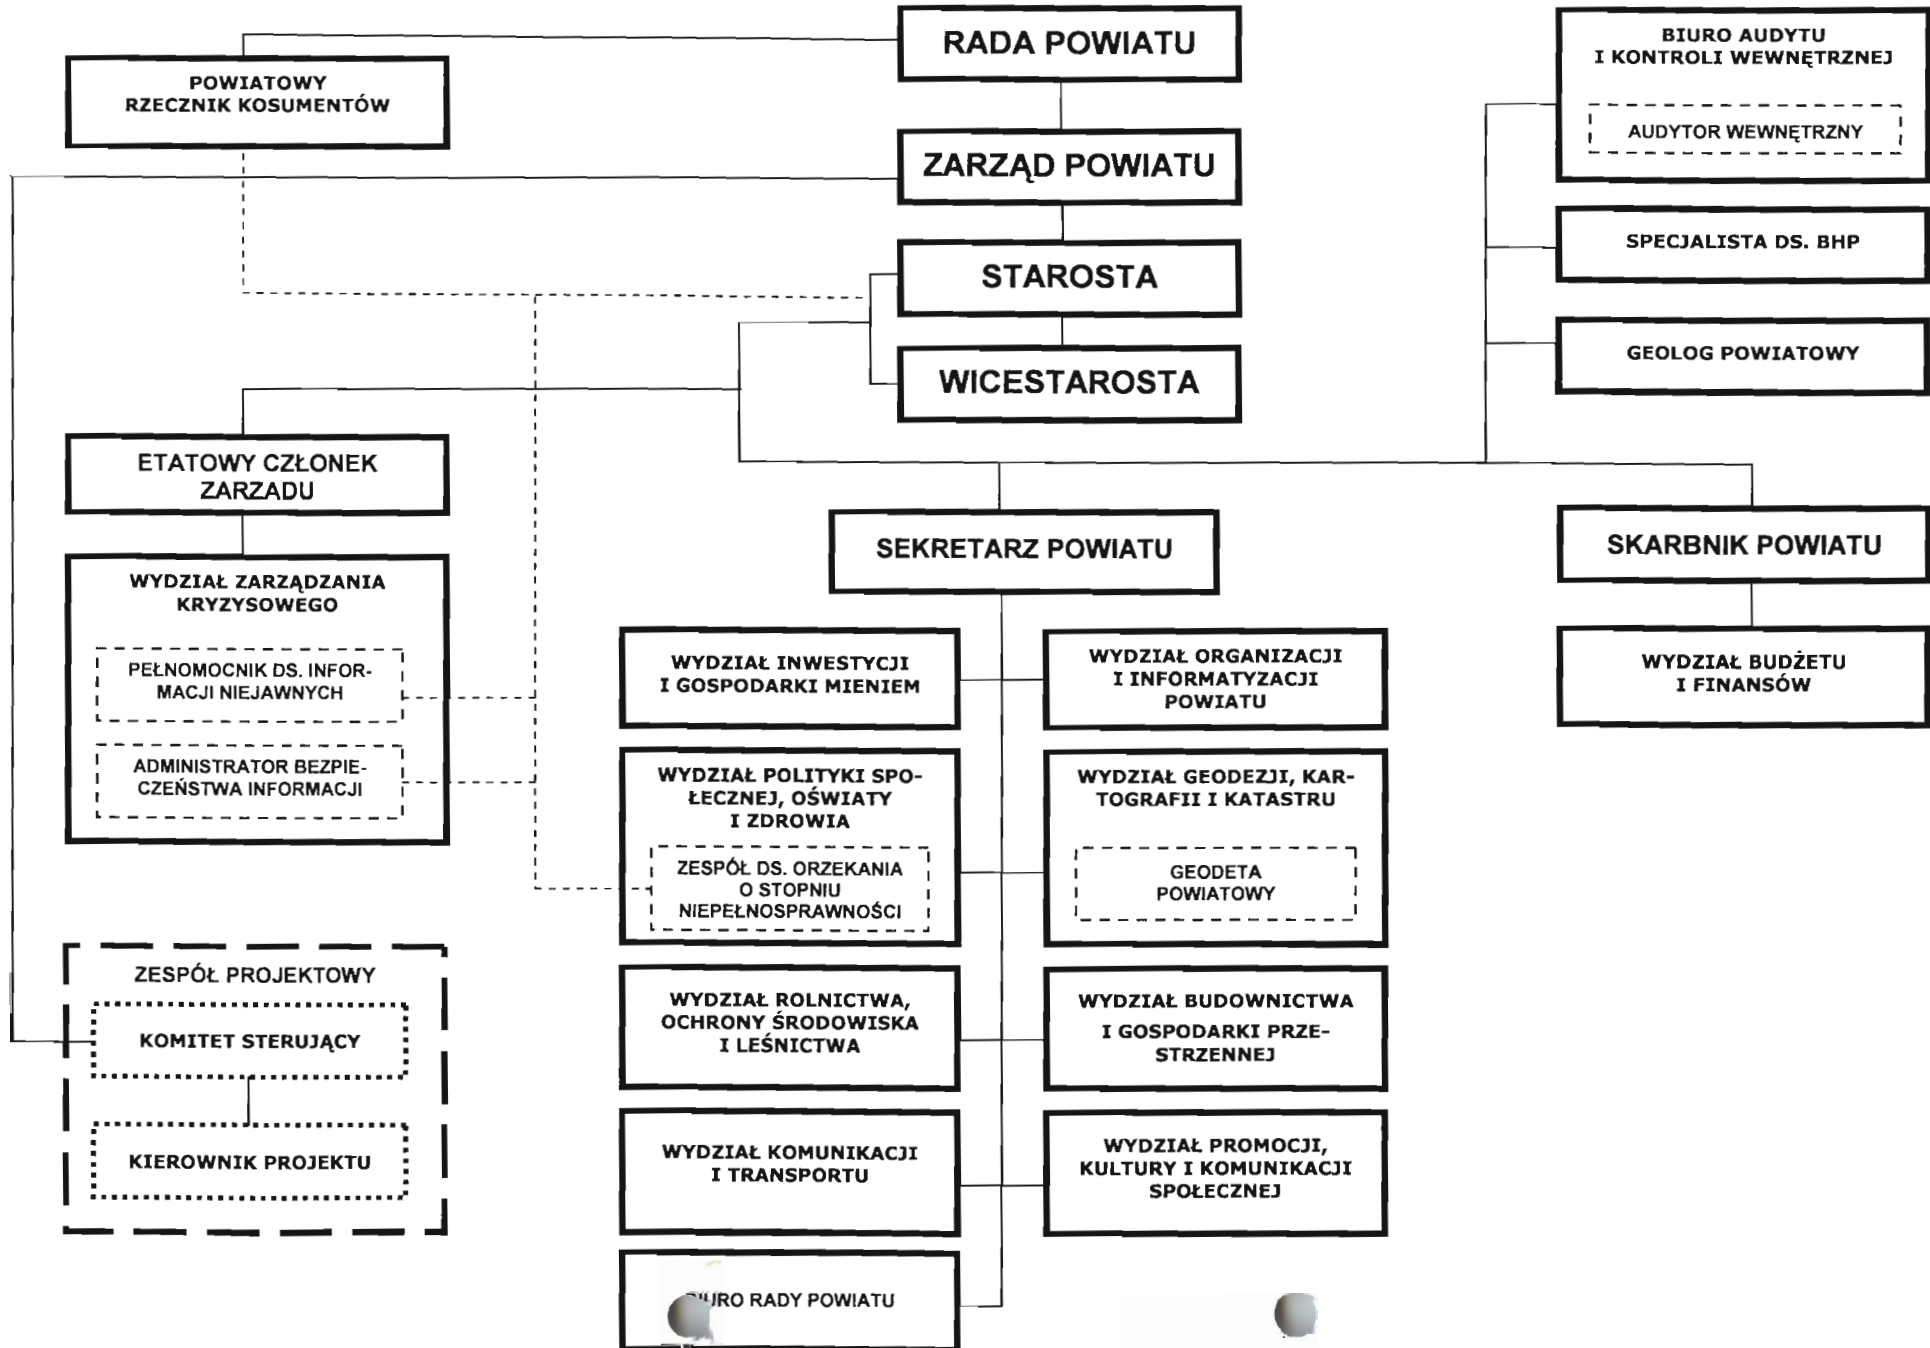 RADA POWIATU
POWIATOWY
RZECZNIK KOSUMENTÓW
BIURO AUDYTU
I KONTROLI WEWNĘTRZNEJ
AUDYTOR WEWNĘTRZNY
ZARZĄD POWIATU
SPECJALISTA DS. BHP
STAROSTA
GEOLOG POWIATOWY
WICESTAROSTA
ETATOWY CZŁONEK
ZARZADU
SEKRETARZ POWIATU
SKARBNIK POWIATU
WYDZIAŁ ZARZĄDZANIA
KRYZYSOWEGO
PEŁNOMOCNIK DS. INFOR-
MACJI NIEJAWNYCH
ADMINISTRATOR BEZPIE-
CZEŃSTWA INFORMACJI
WYDZIAŁ INWESTYCJI
I GOSPODARKI MIENIEM
WYDZIAŁ ORGANIZACJI
I INFORMATYZACJI
POWIATU
WYDZIAŁ BUDŻETU
I FINANSÓW
WYDZIAŁ POLITYKI SPO-
ŁECZNEJ, OŚWIATY
I ZDROWIA
ZESPÓŁ DS. ORZEKANIA
O STOPNIU
NIEPEŁNOSPRAWNOŚCI
WYDZIAŁ GEODEZJI, KAR-
TOGRAFII I KATASTRU
GEODETA
POWIATOWY
ZESPÓŁ PROJEKTOWY
KOMITET STERUJĄCY
KIEROWNIK PROJEKTU
WYDZIAŁ ROLNICTWA,
OCHRONY ŚRODOWISKA
I LEŚNICTWA
WYDZIAŁ BUDOWNICTWA
I GOSPODARKI PRZE-
STRZENNEJ
WYDZIAŁ KOMUNIKACJI
I TRANSPORTU
WYDZIAŁ PROMOCJI,
KULTURY I KOMUNIKACJI
SPOŁECZNEJ
BIURO RADY POWIATU